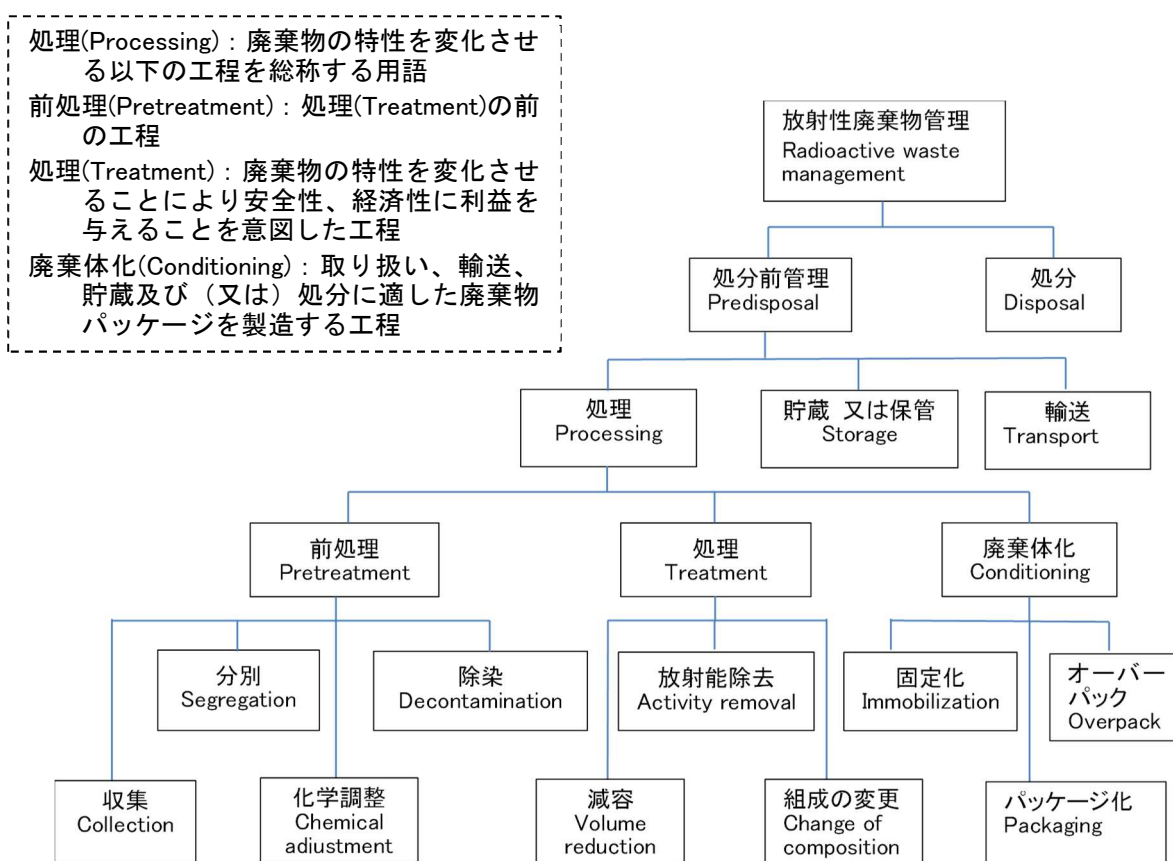 処理(Processing)：廃棄物の特性を変化させ
る以下の工程を総称する用語
前処理(Pretreatment)：処理(Treatment)の前
の工程
処理(Treatment)：廃棄物の特性を変化させ
ることにより安全性、経済性に利益を
与えることを意図した工程
廃棄体化(Conditioning)：取り扱い、輸送、
貯蔵及び（又は）処分に適した廃棄物
パッケージを製造する工程
放射性廃棄物管理
Radioactive waste
management
処分前管理
Predisposal
処分
Disposal
処理
Processing
貯蔵 又は保管
Storage
輸送
Transport
前処理
Pretreatment
処理
Treatment
廃棄体化
Conditioning
分別
Segregation
除染
Decontamination
放射能除去
Activity removal
固定化
Immobilization
オーバー
パック
Overpack
収集
Collection
化学調整
Chemical
adiustment
減容
Volume
reduction
組成の変更
Change of
composition
パッケージ化
Packaging